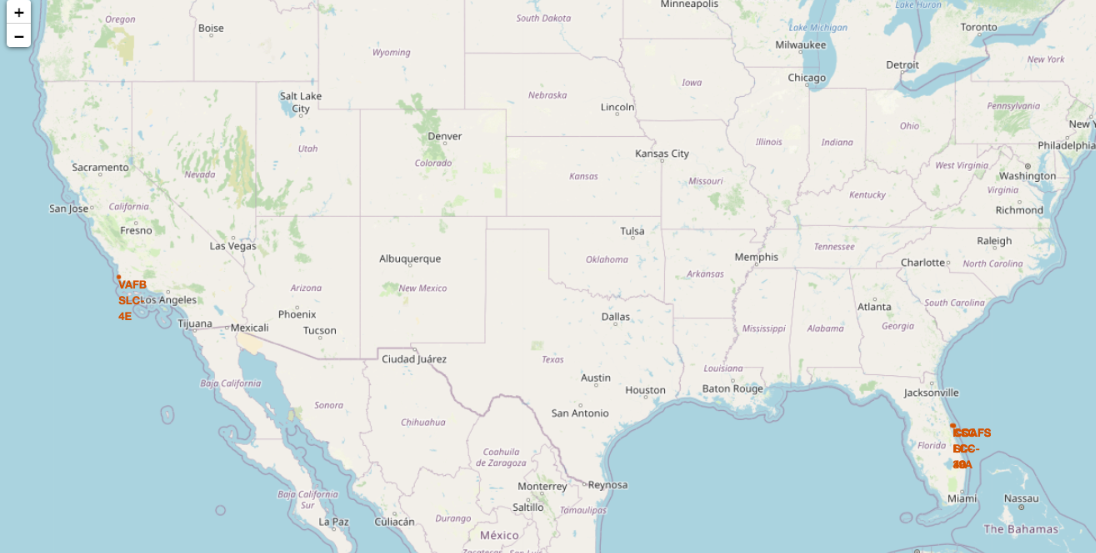 +
−
Oregon
Boise
South Dakota
Minneapolis
Lake Michigan
Lake Huron
Toronto
Wyoming
Milwaukee
Detroit
New York
Salt Lake
City
Nebraska
Iowa
Chicago
Lincoln
Pennsylvania
New Y
Philadelphia
Denver
Utah
Colorado
Nevada
Sacramento
Kansas City
Kansas
Missouri
Illinois
Indiana
Ohio
West Virginia
Washington
Virginia
San Jose
California
Fresno
Las Vegas
Kentucky
Richmond
Tulsa
Albuquerque
Oklahoma
Memphis
Tennessee
Raleigh
Charlotte
North Carolina
Arkansas
VAFB
SLC-
4E
Los Angeles
Arizona
New Mexico
Phoenix
Tucson
Tijuana
Mexicali
Dallas
Atlanta
South Carolina
Mississippi
Alabama
Georgia
Ciudad Juárez
Texas
Louisiana
Baja California
Austin
Houston
Baton Rouge
Jacksonville
Sonora
San Antonio
Chihuahua
Florida
Coahuila
de Zaragoza
Baja California
Sur
Monterrey
Reynosa
Saltillo
Tamaulipas
Miami
Nassau
The Bahamas
La Paz
Culiacán
Durango
México